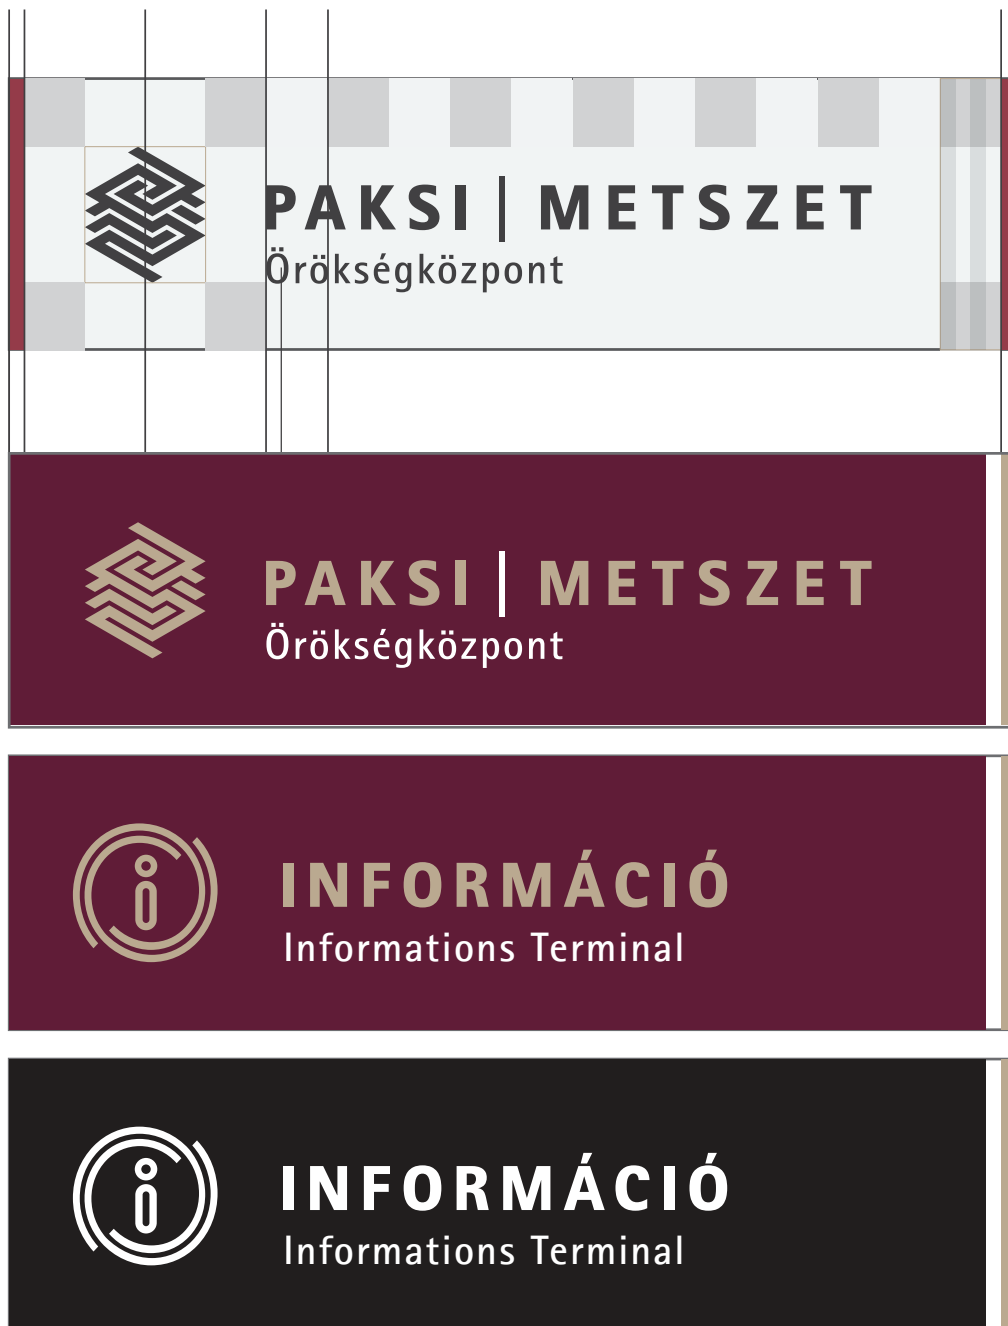 PAKSI | METSZET
Örökségközpont
PAKSI | METSZET
Örökségközpont
INFORMÁCIÓ
Informations Terminal
INFORMÁCIÓ
Informations Terminal